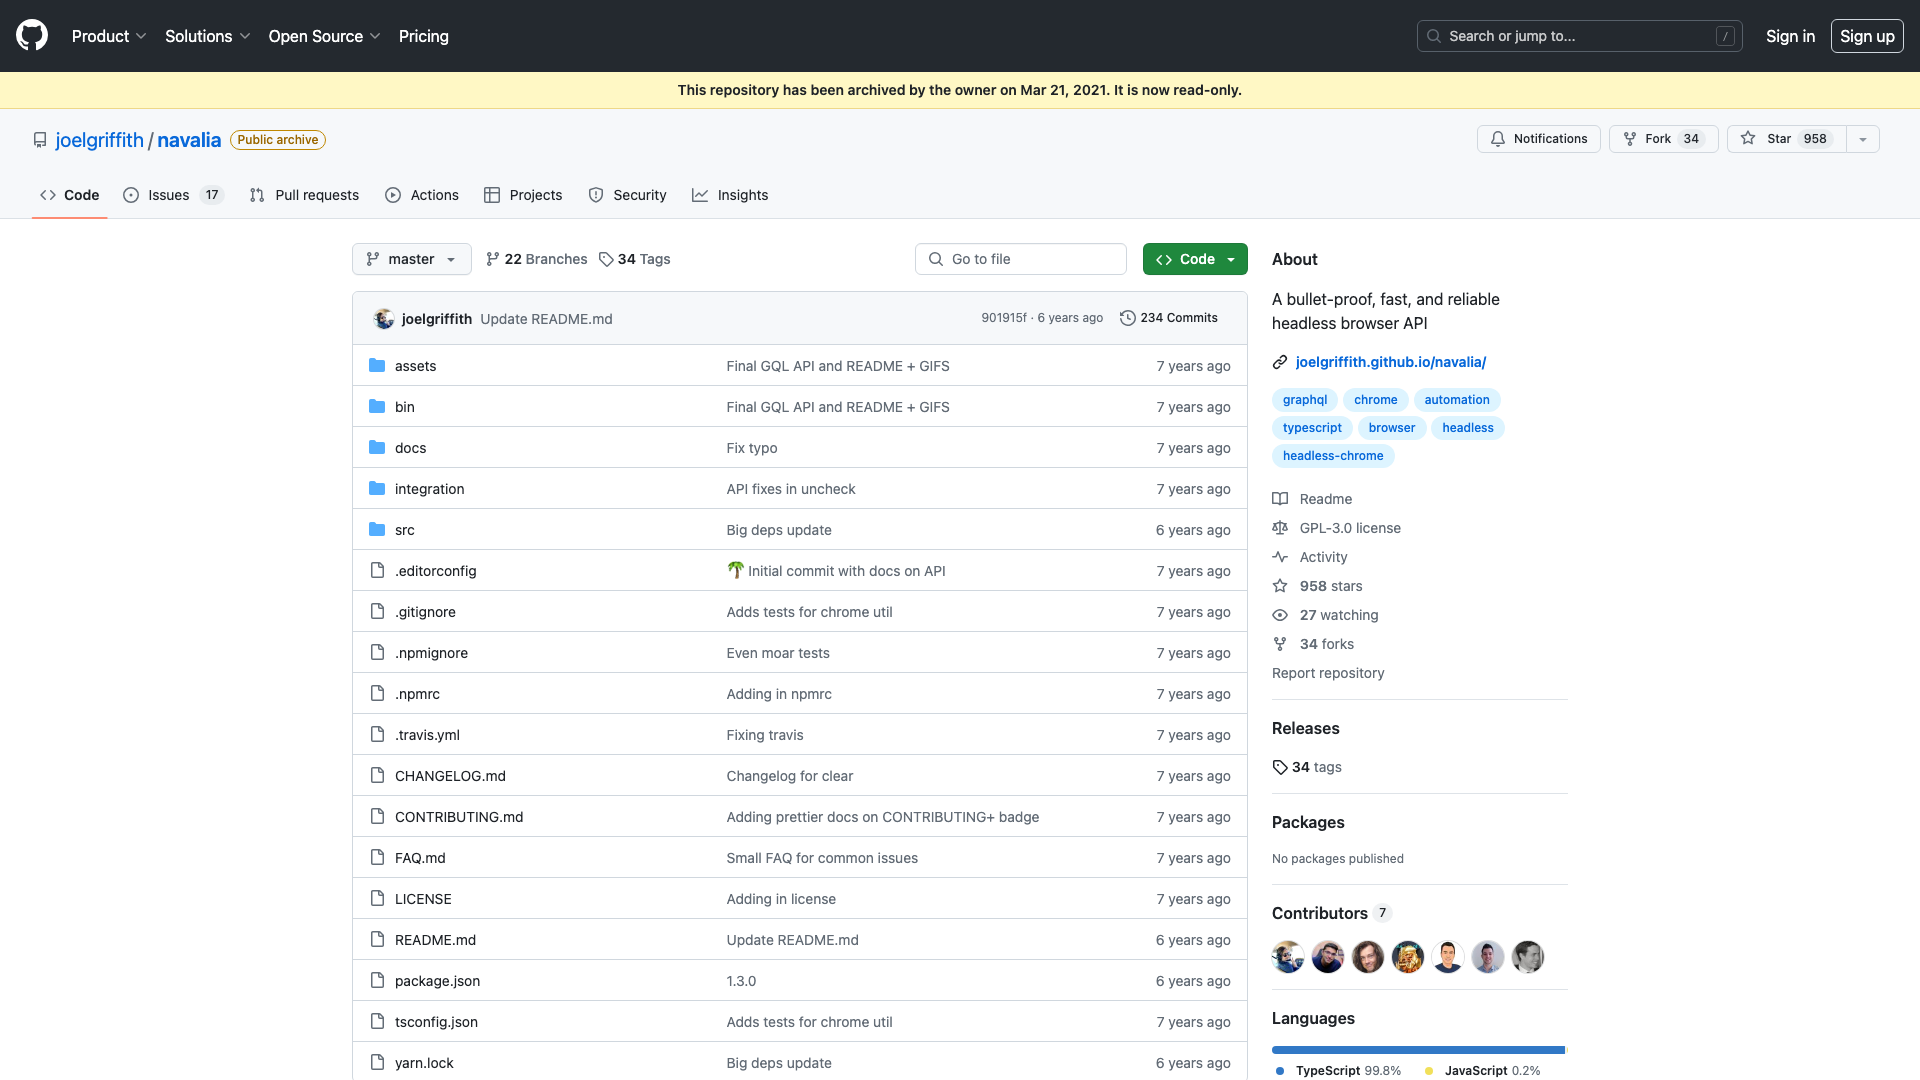 Product Solutions Open Source Pricing Search or jump to... / Sign in Sign up
This repository has been archived by the owner on Mar 21, 2021. It is now read-only.
joelgriffith / navalia Public archive Notifications Fork 34 Star 958
Code Issues 17 Pull requests Actions Projects Security Insights
master 22 Branches 34 Tags Go to file Code
joelgriffith Update README.md 901915f · 6 years ago 234 Commits
assets Final GQL API and README + GIFS 7 years ago
bin Final GQL API and README + GIFS 7 years ago
docs Fix typo 7 years ago
integration API fixes in uncheck 7 years ago
src Big deps update 6 years ago
.editorconfig 🌴 Initial commit with docs on API 7 years ago
.gitignore Adds tests for chrome util 7 years ago
.npmignore Even moar tests 7 years ago
.npmrc Adding in npmrc 7 years ago
.travis.yml Fixing travis 7 years ago
CHANGELOG.md Changelog for clear 7 years ago
CONTRIBUTING.md Adding prettier docs on CONTRIBUTING+ badge 7 years ago
FAQ.md Small FAQ for common issues 7 years ago
LICENSE Adding in license 7 years ago
README.md Update README.md 6 years ago
package.json 1.3.0 6 years ago
tsconfig.json Adds tests for chrome util 7 years ago
yarn.lock Big deps update 6 years ago
About
A bullet-proof, fast, and reliable
headless browser API
joelgriffith.github.io/navalia/
graphql chrome automation
typescript browser headless
headless-chrome
Readme
GPL-3.0 license
Activity
958 stars
27 watching
34 forks
Report repository
Releases
34 tags
Packages
No packages published
Contributors 7
Languages
TypeScript 99.8% JavaScript 0.2%